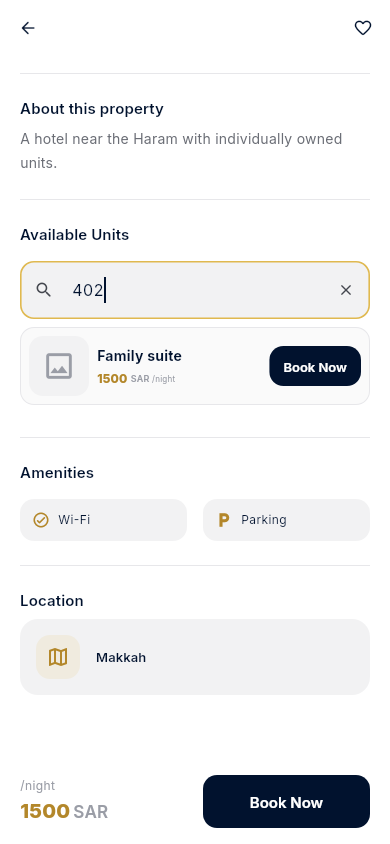 About this property
A hotel near the Haram with individually owned
units.
Available Units
402
Family suite
1500 SAR /night
Book Now
Amenities
Wi-Fi
Parking
Location
Makkah
/night
1500 SAR
Book Now